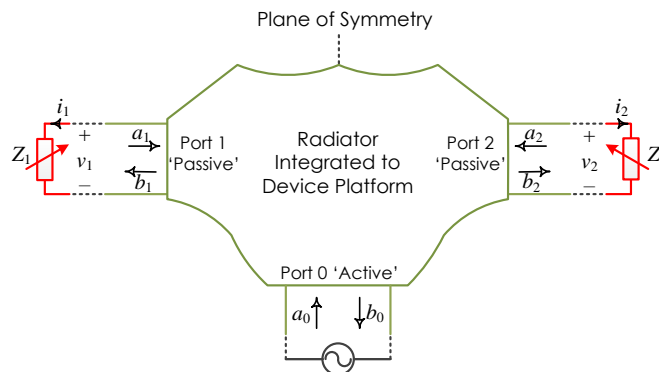 Plane of Symmetry
i1
i2
Z1
+
v1
−
a1
b1
Port 1
'Passive'
Radiator
Integrated to
Device Platform
Port 2
'Passive'
a2
b2
+
v2
−
Z
Port 0 'Active'
a0
b0